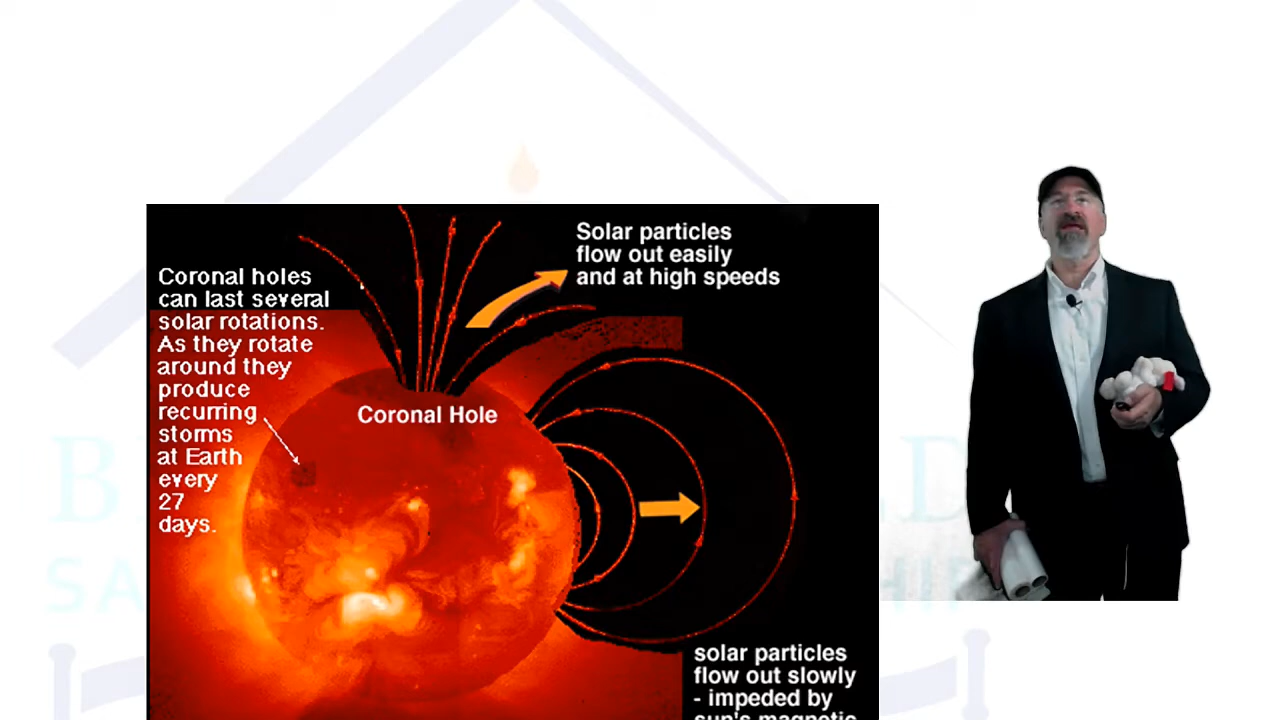 Solar particles
flow out easily
and at high speeds
Coronal holes
can last several
solar rotations.
As they rotate
around they
produce
recurring
storms
at Earth
every
27
days.
Coronal Hole
solar particles
flow out slowly
- impeded by
sun's magnetic